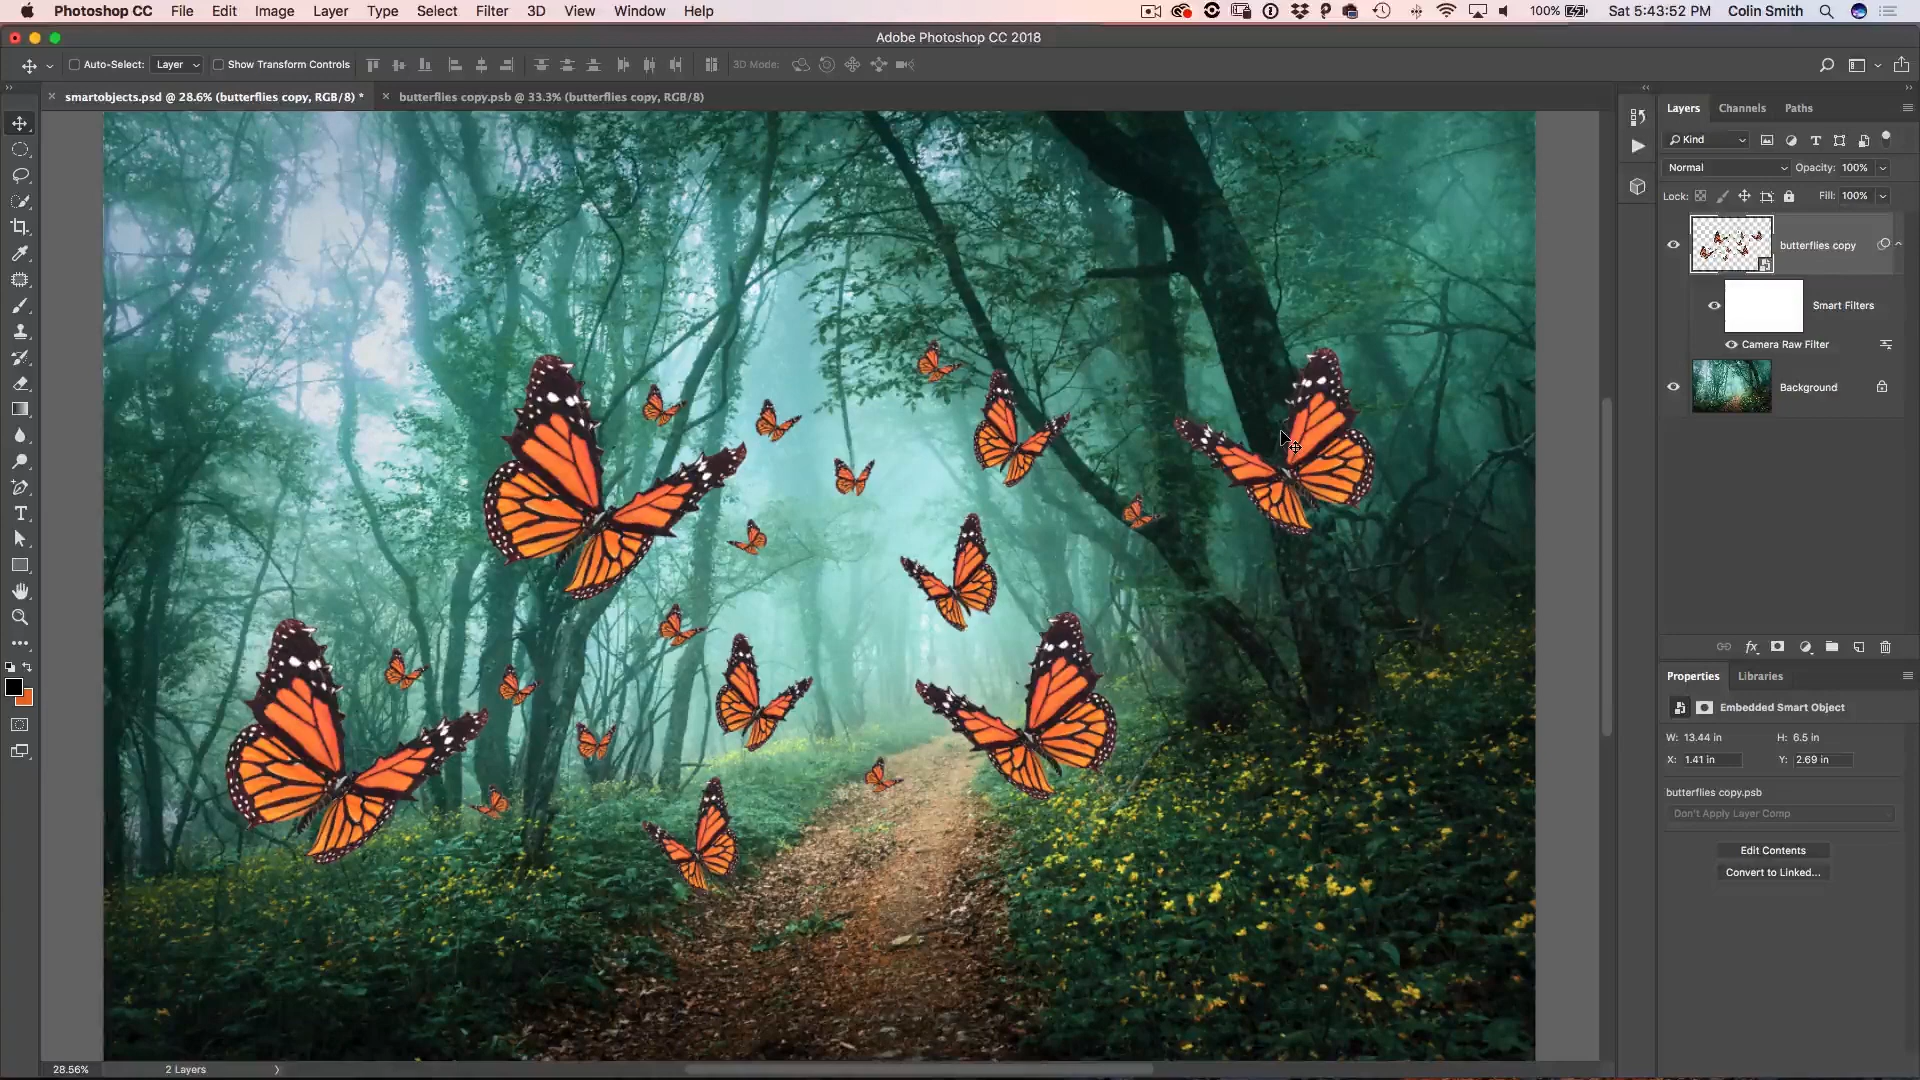 Photoshop CC File Edit Image Layer Type Select Filter 3D View Window Help 100% Sat 5:43:52 PM Colin Smith
Adobe Photoshop CC 2018
Auto-Select: Layer Show Transform Controls 3D Mode:
smartobjects.psd @ 28.6% (butterflies copy, RGB/8) * butterflies copy.psb @ 33.3% (butterflies copy, RGB/8)
Layers Channels Paths
Kind
Normal Opacity: 100%
Lock: Fill: 100%
butterflies copy
Smart Filters
Camera Raw Filter
Background
Properties Libraries
Embedded Smart Object
W: 13.44 in H: 6.5 in
X: 1.41 in Y: 2.69 in
butterflies copy.psb
Don't Apply Layer Comp
Edit Contents
Convert to Linked...
28.56% 2 Layers